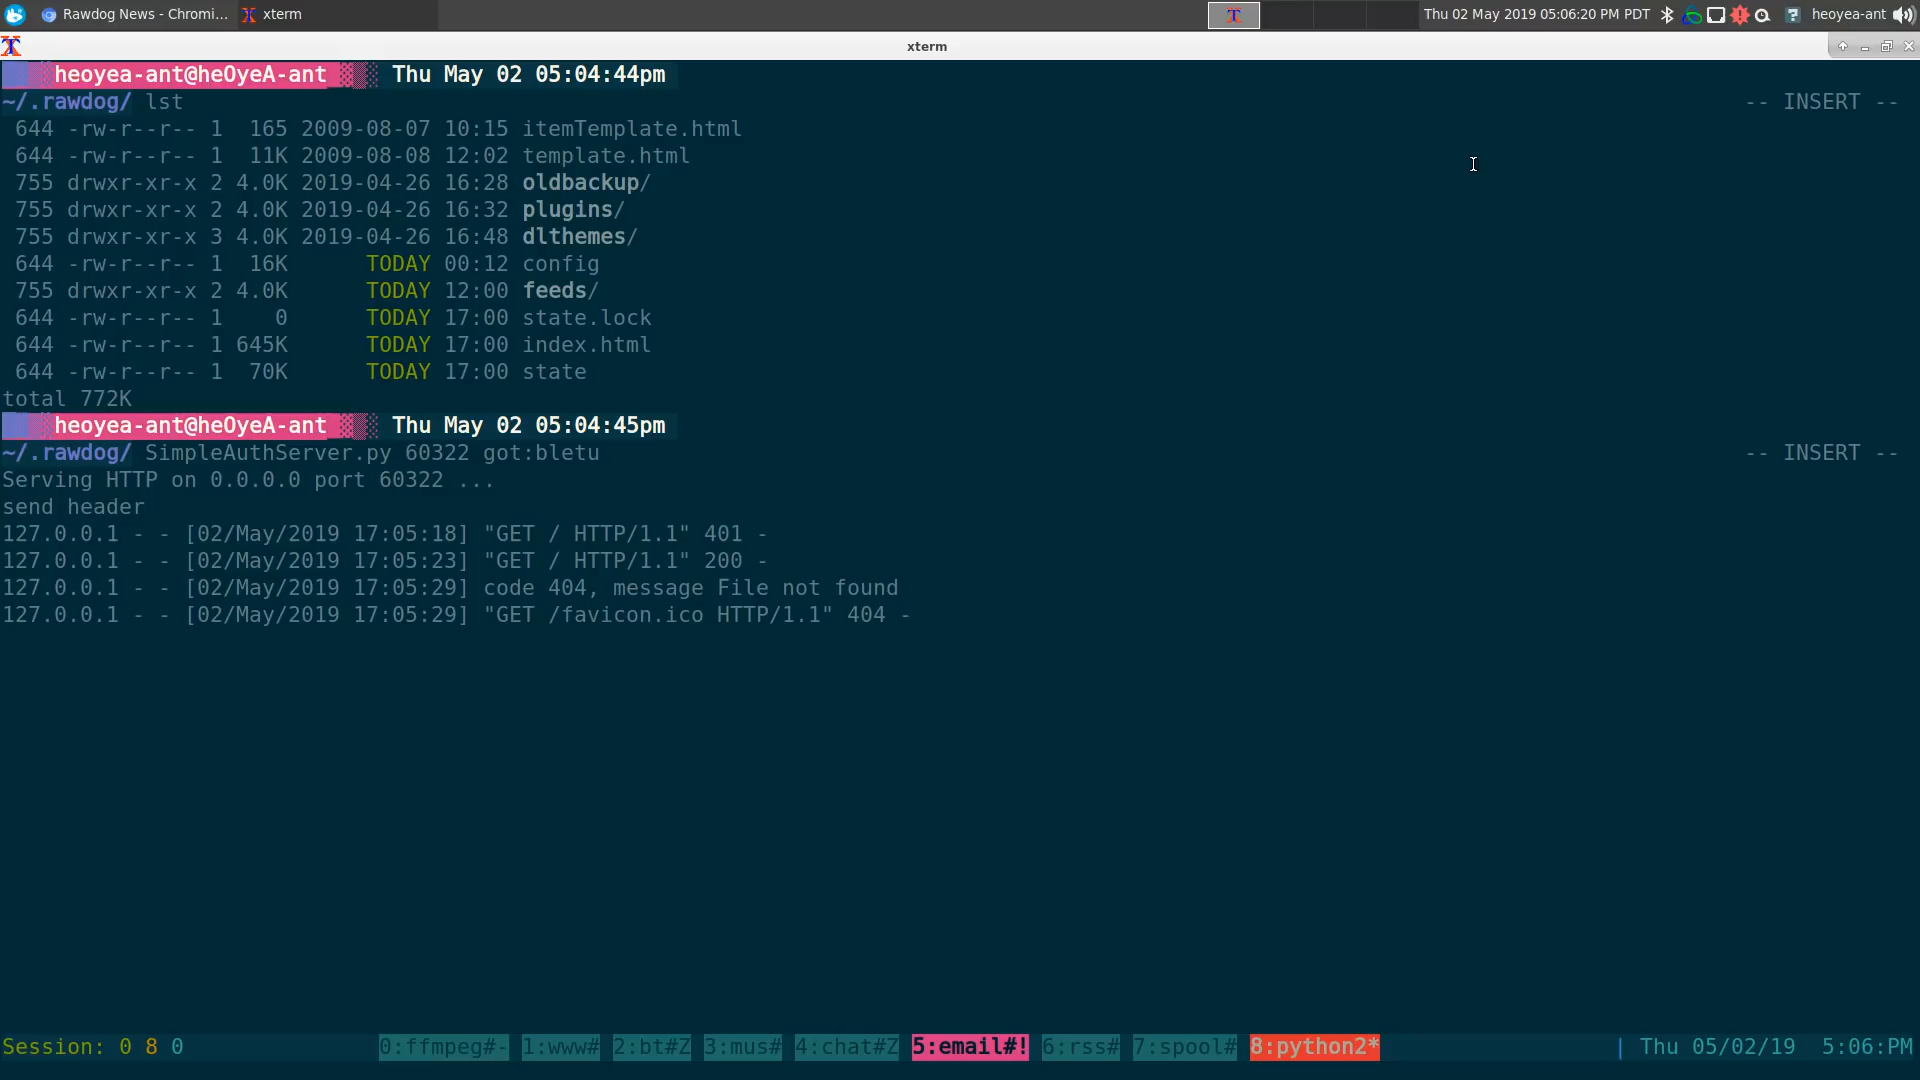 Rawdog News - Chromi... xterm Thu 02 May 2019 05:06:20 PM PDT heoyea-ant
xterm
heoyea-ant@heOyeA-ant Thu May 02 05:04:44pm
~/.rawdog/ lst -- INSERT --
644 -rw-r--r-- 1 165 2009-08-07 10:15 itemTemplate.html
644 -rw-r--r-- 1 11K 2009-08-08 12:02 template.html
755 drwxr-xr-x 2 4.0K 2019-04-26 16:28 oldbackup/
755 drwxr-xr-x 2 4.0K 2019-04-26 16:32 plugins/
755 drwxr-xr-x 3 4.0K 2019-04-26 16:48 dlthemes/
644 -rw-r--r-- 1 16K TODAY 00:12 config
755 drwxr-xr-x 2 4.0K TODAY 12:00 feeds/
644 -rw-r--r-- 1 0 TODAY 17:00 state.lock
644 -rw-r--r-- 1 645K TODAY 17:00 index.html
644 -rw-r--r-- 1 70K TODAY 17:00 state
total 772K
heoyea-ant@heOyeA-ant Thu May 02 05:04:45pm
~/.rawdog/ SimpleAuthServer.py 60322 got:bletu -- INSERT --
Serving HTTP on 0.0.0.0 port 60322 ...
send header
127.0.0.1 - - [02/May/2019 17:05:18] "GET / HTTP/1.1" 401 -
127.0.0.1 - - [02/May/2019 17:05:23] "GET / HTTP/1.1" 200 -
127.0.0.1 - - [02/May/2019 17:05:29] code 404, message File not found
127.0.0.1 - - [02/May/2019 17:05:29] "GET /favicon.ico HTTP/1.1" 404 -
Session: 0 8 0 0:ffmpeg#- 1:www# 2:bt#Z 3:mus# 4:chat#Z 5:email#! 6:rss# 7:spool# 8:python2* | Thu 05/02/19 5:06:PM